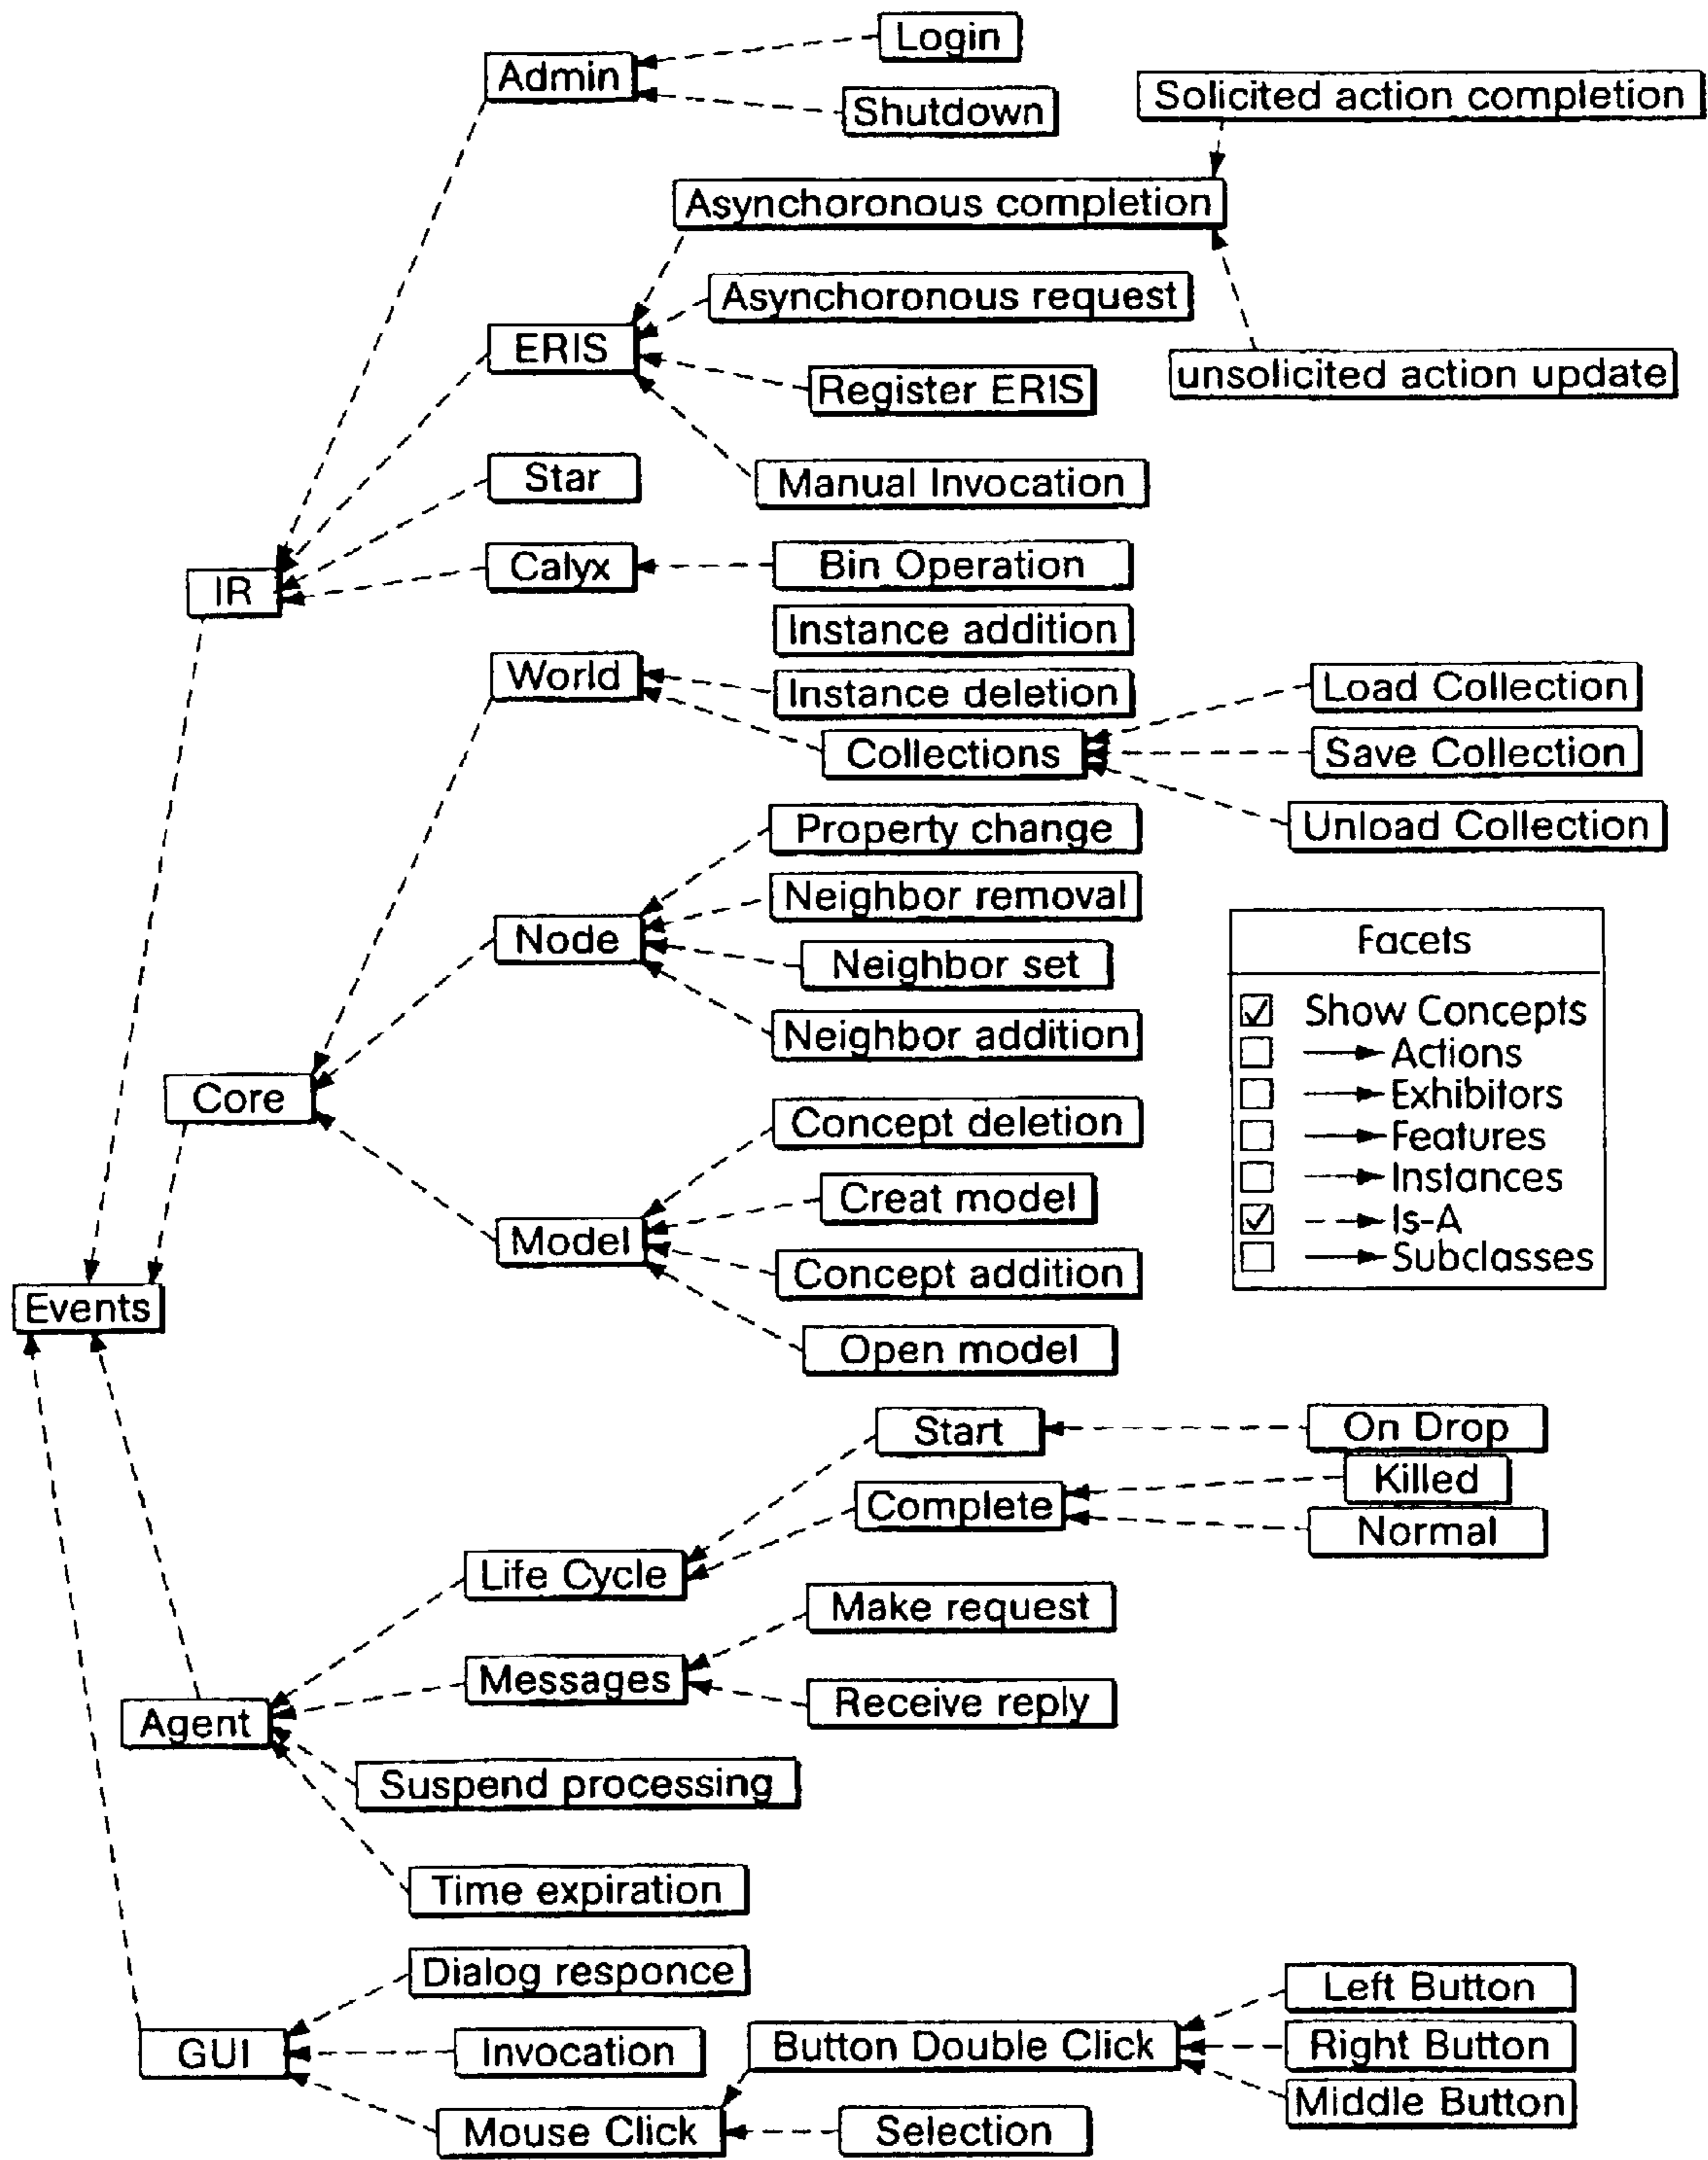 Login
Admin
Shutdown
Solicited action completion
Asynchoronous completion
Asynchoronous request
ERIS
unsolicited action update
Register ERIS
Star
Manual Invocation
Calyx
Bin Operation
IR
Instance addition
World
Instance deletion
Load Collection
Collections
Save Collection
Property change
Unload Collection
Neighbor removal
Node
Neighbor set
Neighbor addition
Facets
Show Concepts
Actions
Exhibitors
Features
Instances
Is-A
Subclasses
Core
Concept deletion
Creat model
Model
Concept addition
Events
Open model
Start
On Drop
Killed
Complete
Normal
Life Cycle
Make request
Messages
Receive reply
Agent
Suspend processing
Time expiration
Dialog responce
Left Button
GUI
Invocation
Button Double Click
Right Button
Middle Button
Mouse Click
Selection